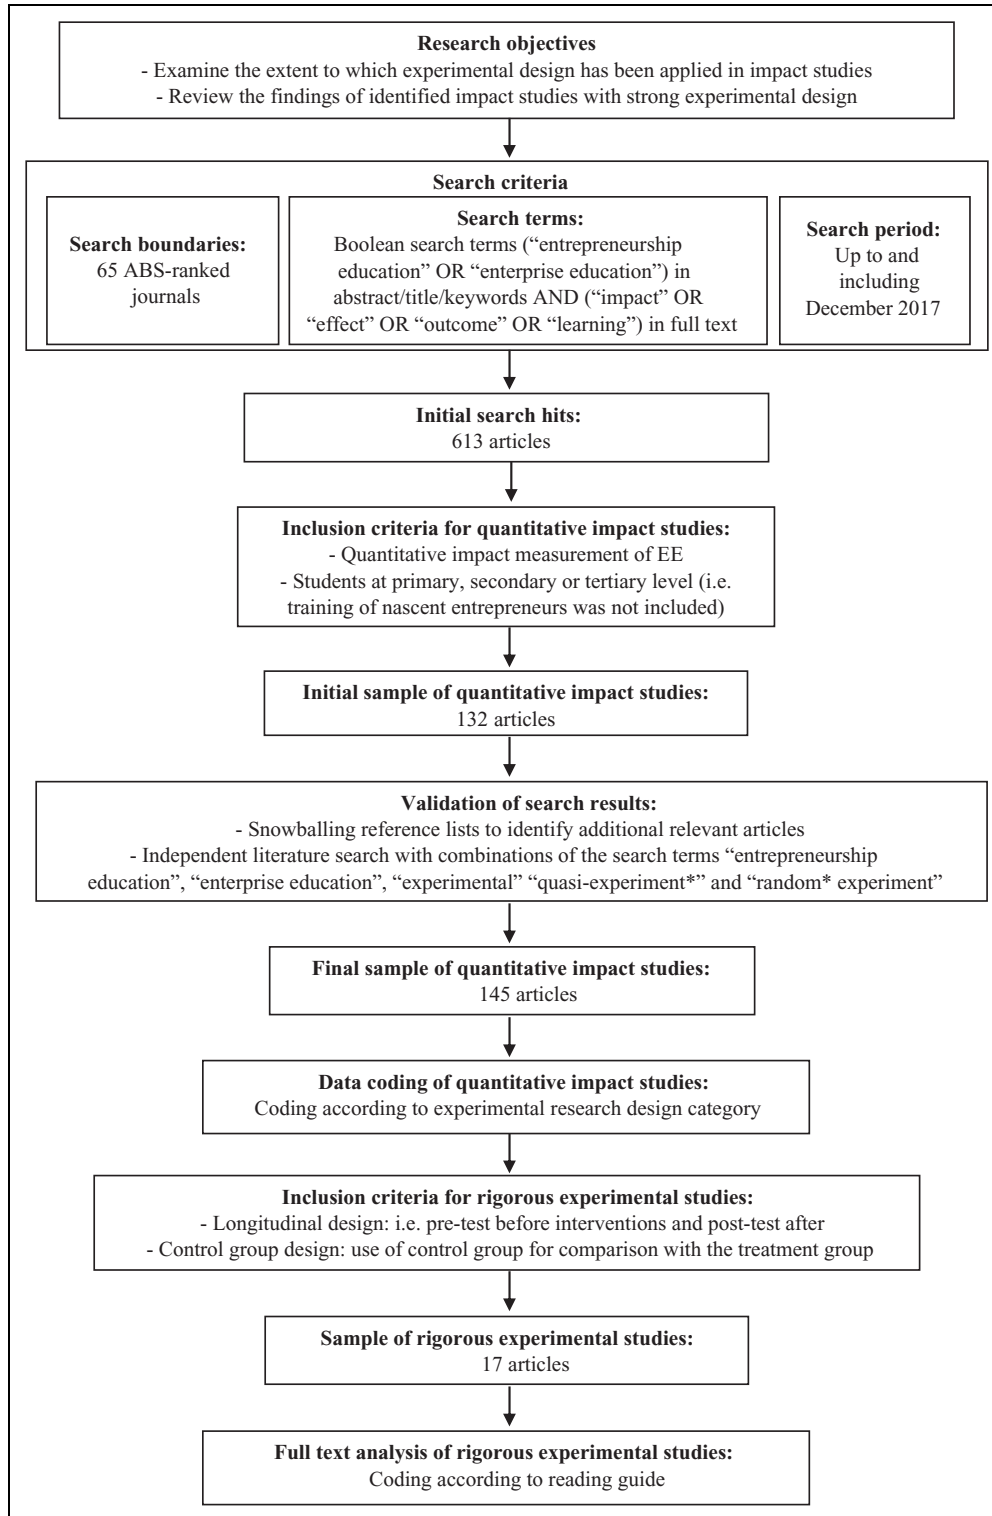 Research objectives
- Examine the extent to which experimental design has been applied in impact studies
- Review the findings of identified impact studies with strong experimental design
Search criteria
Search boundaries:
65 ABS-ranked
journals
Search terms:
Boolean search terms (“entrepreneurship
education” OR “enterprise education”) in
abstract/title/keywords AND (“impact” OR
“effect” OR “outcome” OR “learning”) in full text
Search period:
Up to and
including
December 2017
Initial search hits:
613 articles
Inclusion criteria for quantitative impact studies:
- Quantitative impact measurement of EE
- Students at primary, secondary or tertiary level (i.e.
training of nascent entrepreneurs was not included)
Initial sample of quantitative impact studies:
132 articles
Validation of search results:
- Snowballing reference lists to identify additional relevant articles
- Independent literature search with combinations of the search terms “entrepreneurship
education”, “enterprise education”, “experimental” “quasi-experiment*” and “random* experiment”
Final sample of quantitative impact studies:
145 articles
Data coding of quantitative impact studies:
Coding according to experimental research design category
Inclusion criteria for rigorous experimental studies:
- Longitudinal design: i.e. pre-test before interventions and post-test after
- Control group design: use of control group for comparison with the treatment group
Sample of rigorous experimental studies:
17 articles
Full text analysis of rigorous experimental studies:
Coding according to reading guide